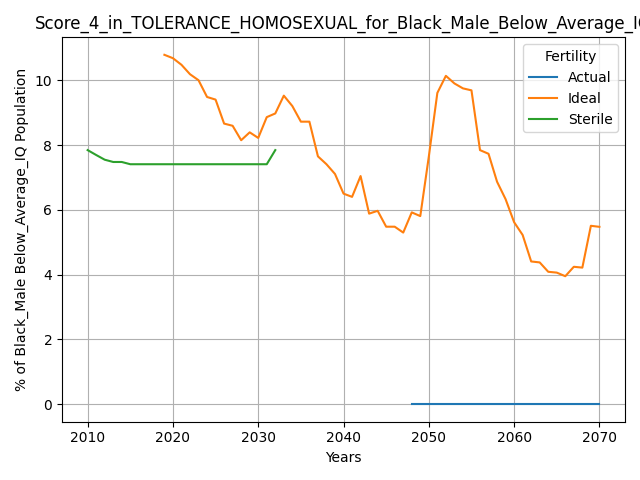 Score_4_in_TOLERANCE_HOMOSEXUAL_for_Black_Male_Below_Average_IQ
Fertility
Actual
Ideal
Sterile
% of Black_Male Below_Average_IQ Population
10
8
6
4
2
0
2010 2020 2030 2040 2050 2060 2070
Years